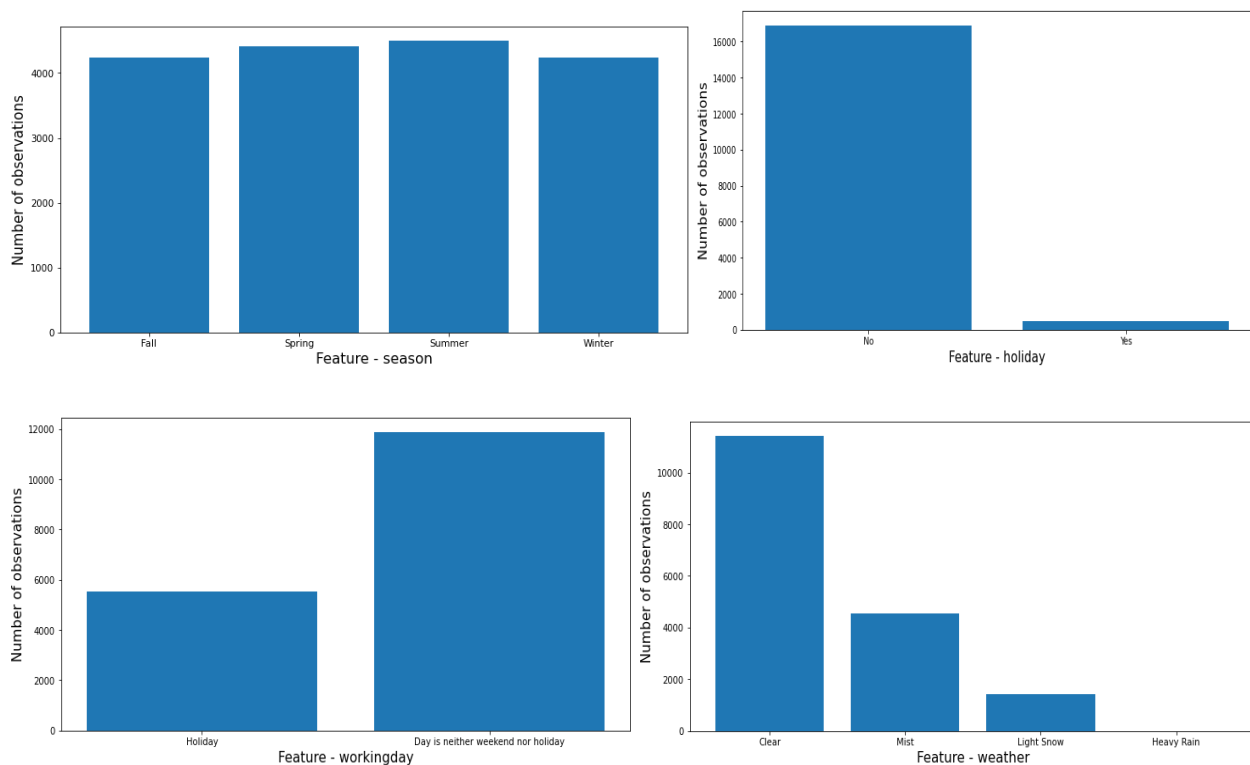 Number of observations
4000
3000
2000
1000
0
Fall Spring Summer Winter
Feature - season
Number of observations
16000
14000
12000
10000
8000
6000
4000
2000
0
No Yes
Feature - holiday
Number of observations
12000
10000
8000
6000
4000
2000
0
Holiday Day is neither weekend nor holiday
Feature - workingday
Number of observations
10000
8000
6000
4000
2000
0
Clear Mist Light Snow Heavy Rain
Feature - weather